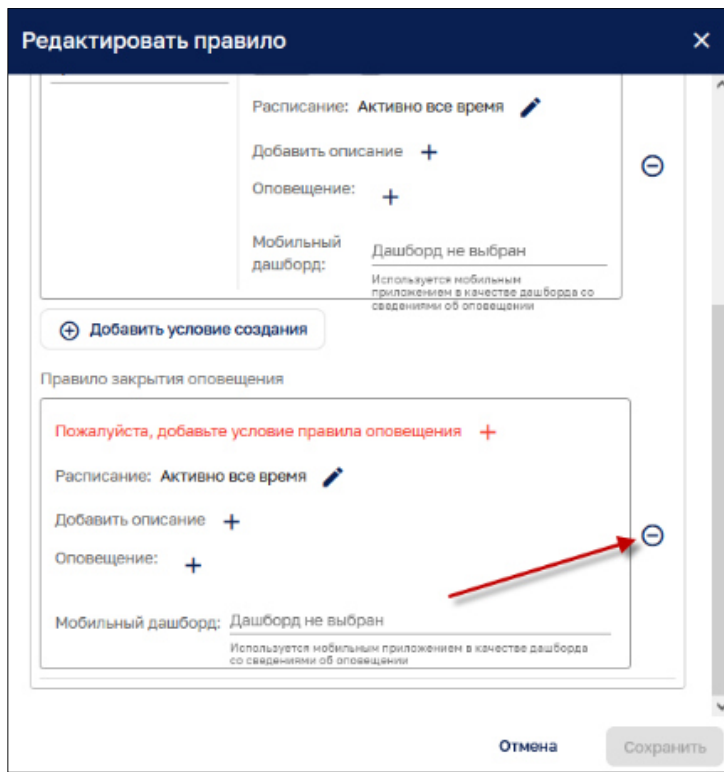 Редактировать правило
Расписание: Активно все время
Добавить описание
Оповещение:
Мобильный
дашборд:
Дашборд не выбран
Используется мобильным
приложением в качестве дашборда со
сведениями об оповещении
Добавить условие создания
Правило закрытия оповещения
Пожалуйста, добавьте условие правила оповещения
Расписание: Активно все время
Добавить описание
Оповещение:
Мобильный дашборд: Дашборд не выбран
Используется мобильным приложением в качестве дашборда
со сведениями об оповещении
Отмена
Сохранить